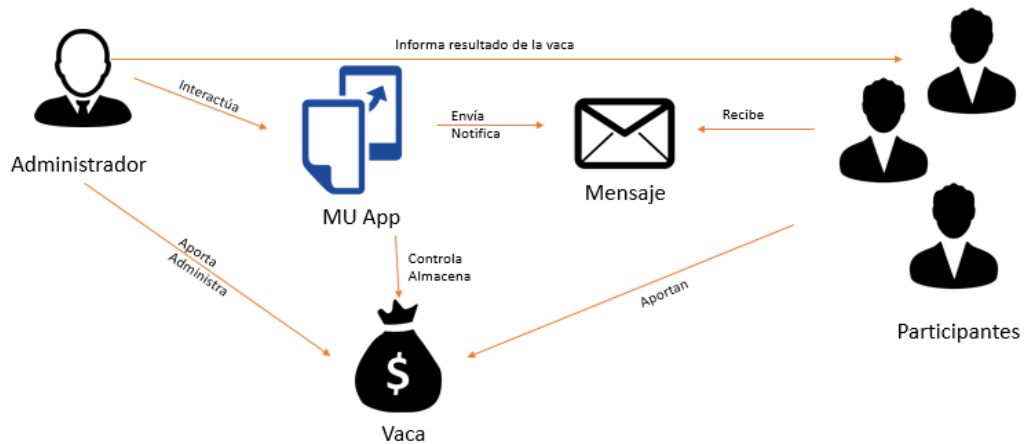 Informa resultado de la vaca
Interactúa
Envía
Notifica
Recibe
Administrador
MU App
Mensaje
Aporta
Administra
Controla
Almacena
Aportan
Participantes
$
Vaca